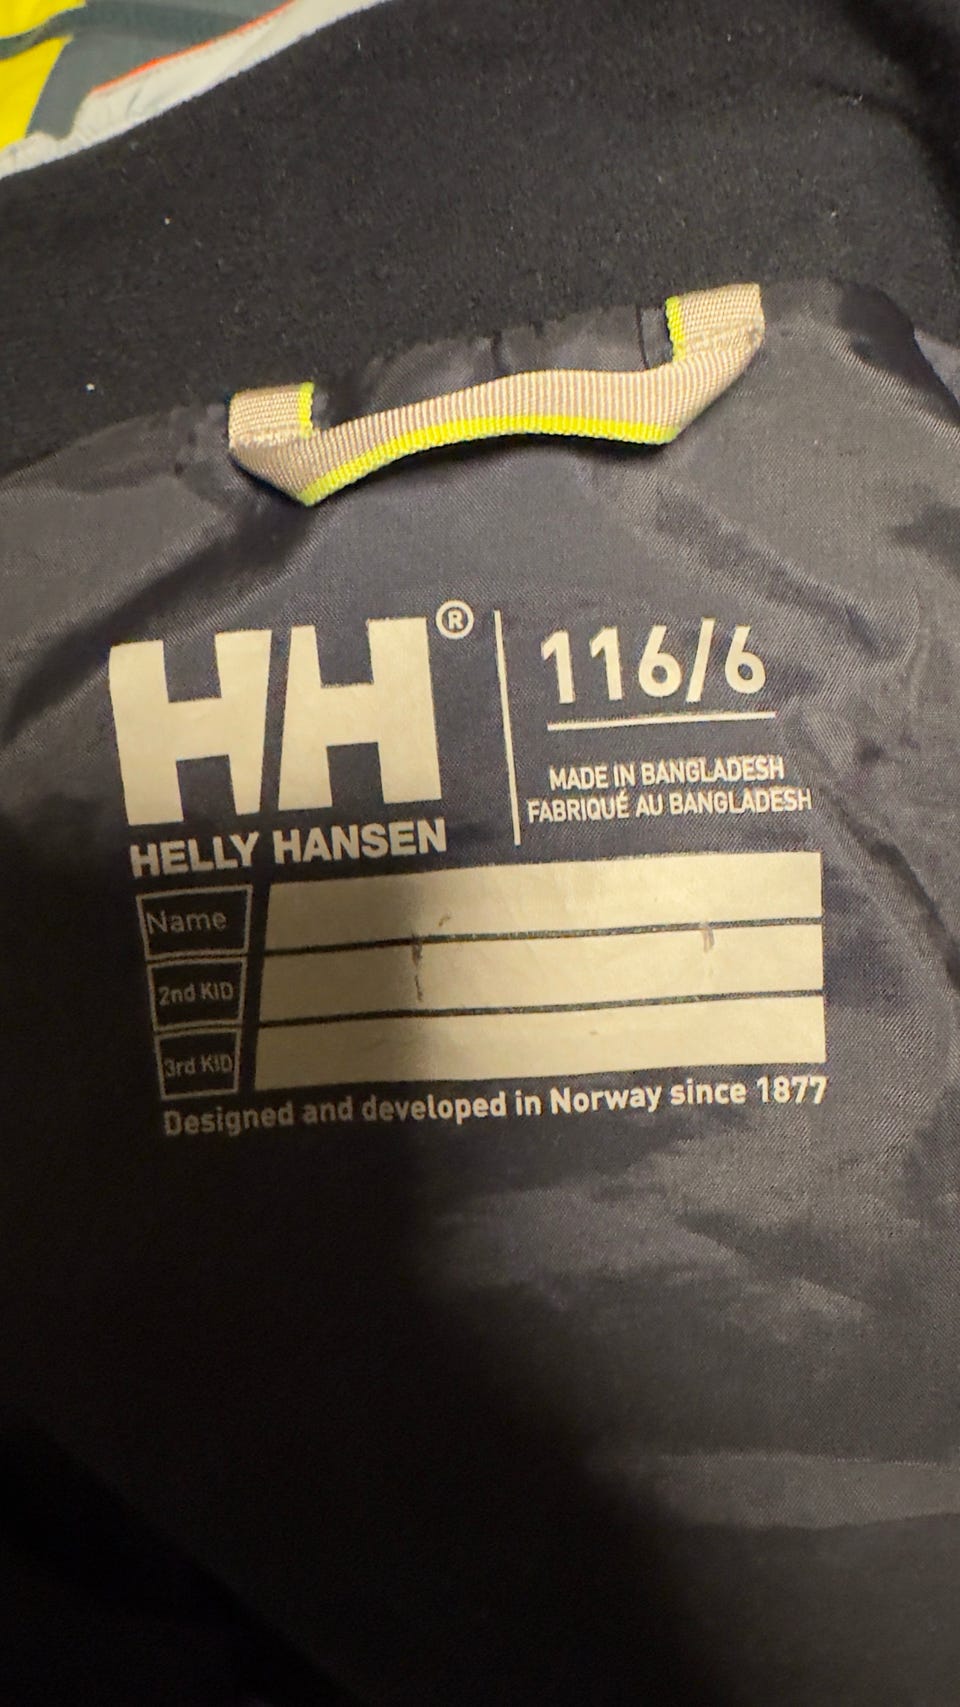 HH®
HELLY HANSEN
116/6
MADE IN BANGLADESH
FABRIQUÉ AU BANGLADESH
Name
2nd KID
3rd KID
Designed and developed in Norway since 1877